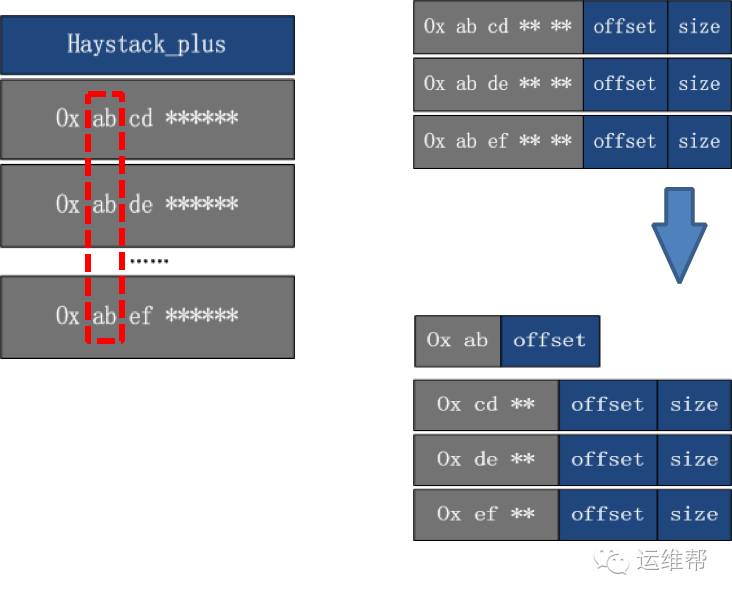 Haystack_plus
0x ab cd ******
0x ab de ******
······
0x ab ef ******
0x ab cd ** ** offset size
0x ab de ** ** offset size
0x ab ef ** ** offset size
0x ab offset
0x cd ** offset size
0x de ** offset size
0x ef ** offset size
运维帮